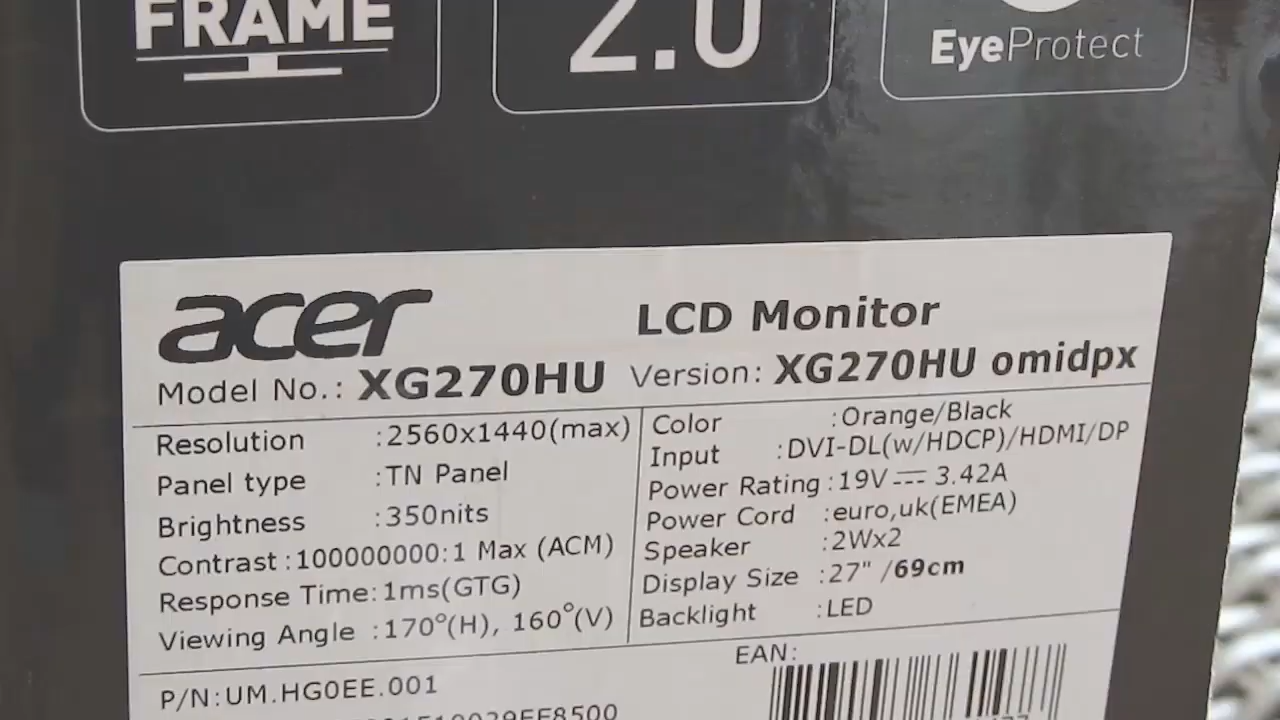 FRAME
2.0
EyeProtect
acer
LCD Monitor
Model No.: XG270HU Version: XG270HU omidpx
Resolution :2560x1440(max)
Panel type :TN Panel
Brightness :350nits
Contrast :100000000:1 Max (ACM)
Response Time:1ms(GTG)
Viewing Angle :170°(H), 160°(V)
Color :Orange/Black
Input :DVI-DL(w/HDCP)/HDMI/DP
Power Rating :19V⎓ 3.42A
Power Cord :euro,uk(EMEA)
Speaker :2Wx2
Display Size :27" /69cm
Backlight :LED
P/N:UM.HG0EE.001
EAN: